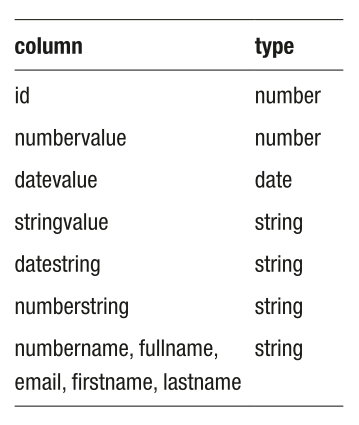 column type
id number
numbervalue number
datevalue date
stringvalue string
datestring string
numberstring string
numbername, fullname, string
email, firstname, lastname